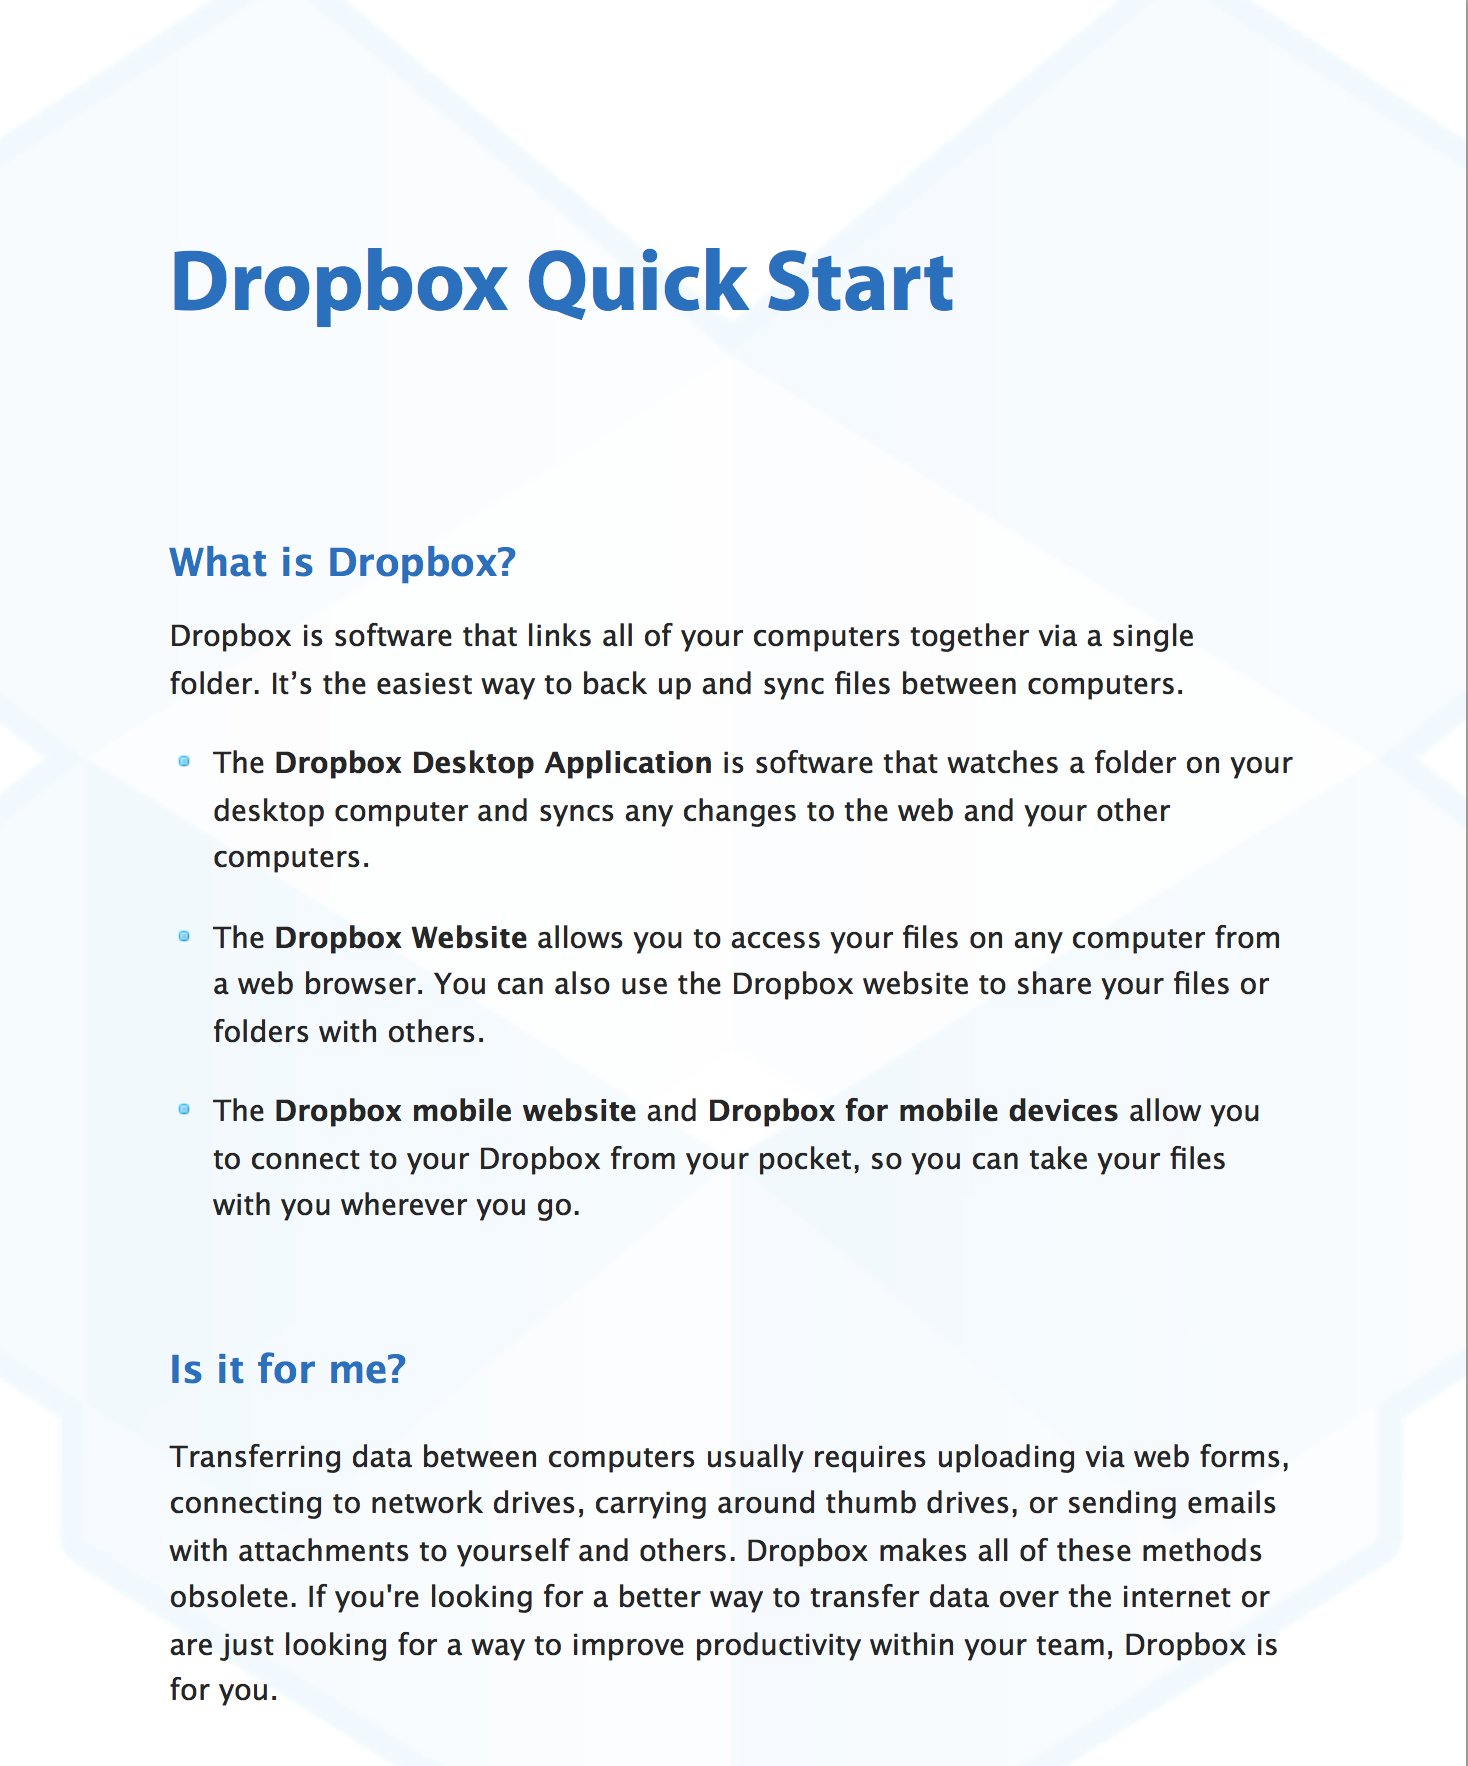 Dropbox Quick Start
What is Dropbox?
Dropbox is software that links all of your computers together via a single
folder. It’s the easiest way to back up and sync files between computers.
The Dropbox Desktop Application is software that watches a folder on your
desktop computer and syncs any changes to the web and your other
computers.
The Dropbox Website allows you to access your files on any computer from
a web browser. You can also use the Dropbox website to share your files or
folders with others.
The Dropbox mobile website and Dropbox for mobile devices allow you
to connect to your Dropbox from your pocket, so you can take your files
with you wherever you go.
Is it for me?
Transferring data between computers usually requires uploading via web forms,
connecting to network drives, carrying around thumb drives, or sending emails
with attachments to yourself and others. Dropbox makes all of these methods
obsolete. If you're looking for a better way to transfer data over the internet or
are just looking for a way to improve productivity within your team, Dropbox is
for you.